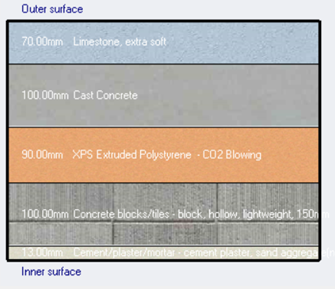 Outer surface
70.00mm Limestone, extra soft
100.00mm Cast Concrete
90.00mm XPS Extruded Polystyrene - CO2 Blowing
100.00mm Concrete blocks/tiles - block, hollow, lightweight, 150m
13.00mm Cement/plaster/mortar - cement plaster, sand aggrega
Inner surface